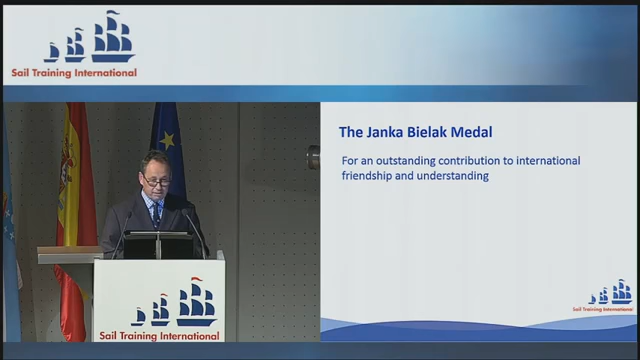 Sail Training International
The Janka Bielak Medal
For an outstanding contribution to international
friendship and understanding
Sail Training International
Sail Training International